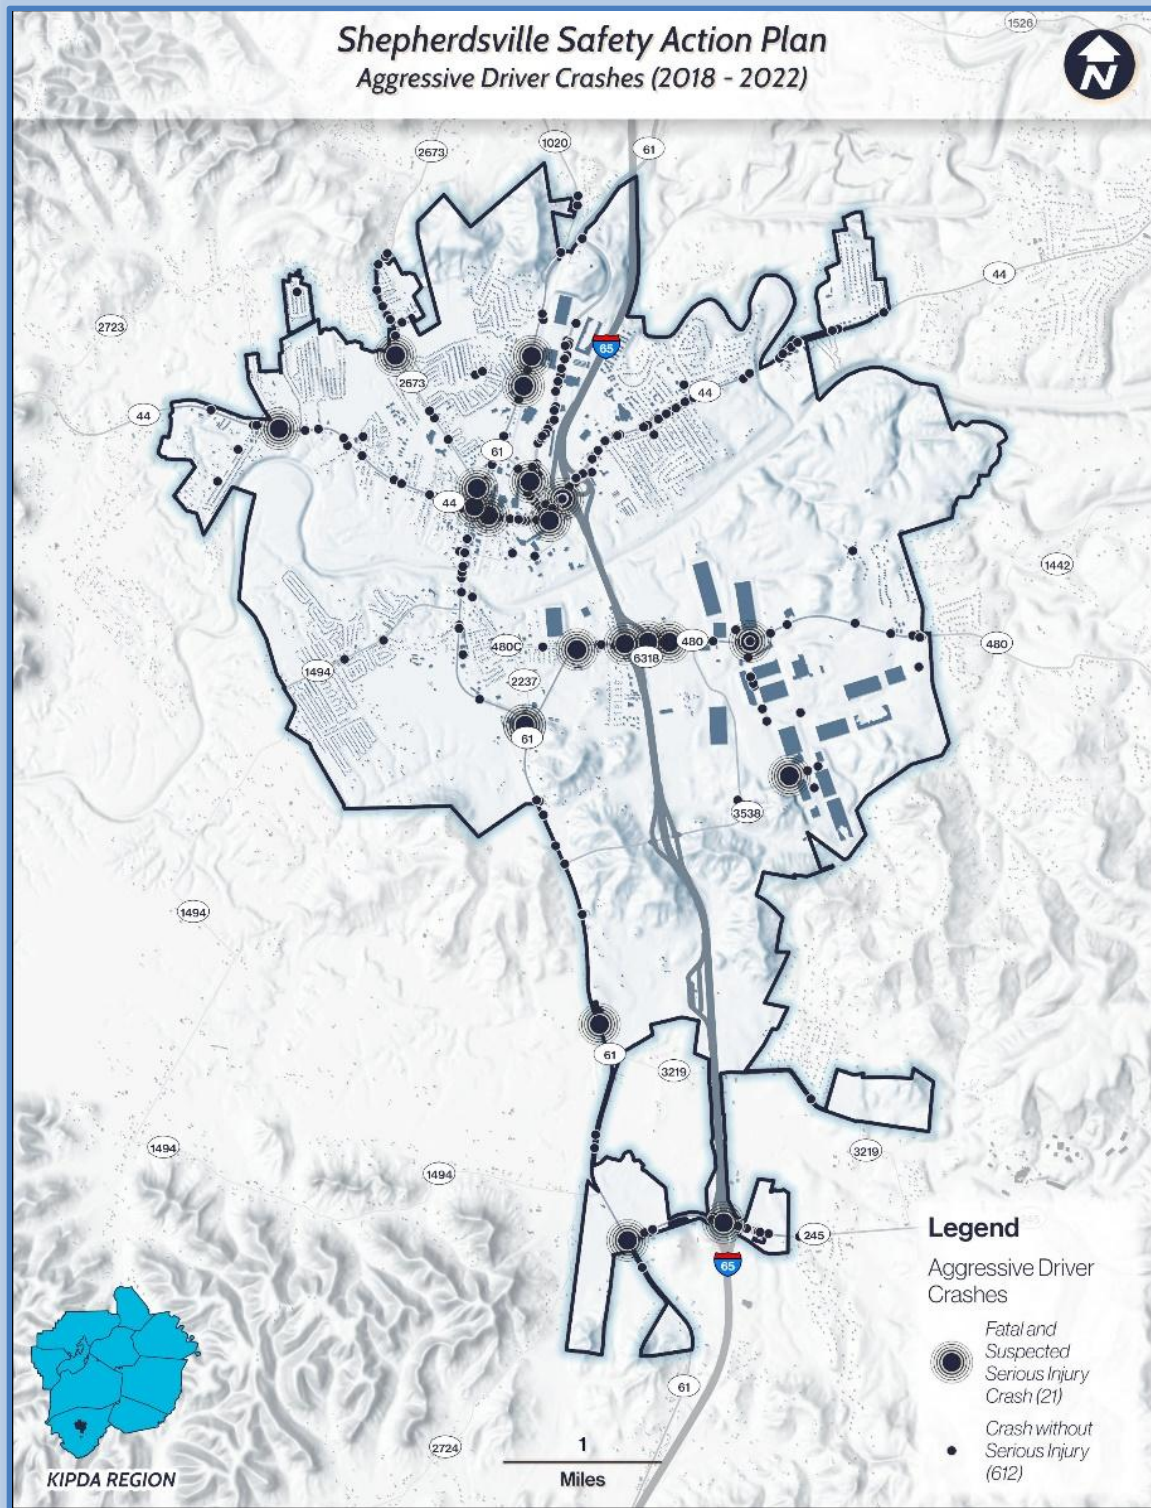 Shepherdsville Safety Action Plan
Aggressive Driver Crashes (2018 - 2022)
N
1526
2673
1020
61
44
2723
65
2673
44
44
61
44
1442
480C
6318
480
480
1494
2237
61
3538
1494
61
3219
1494
1494
3219
245
65
61
2724
1
Miles
KIPDA REGION
Legend
Aggressive Driver
Crashes
Fatal and
Suspected
Serious Injury
Crash (21)
Crash without
Serious Injury
(612)